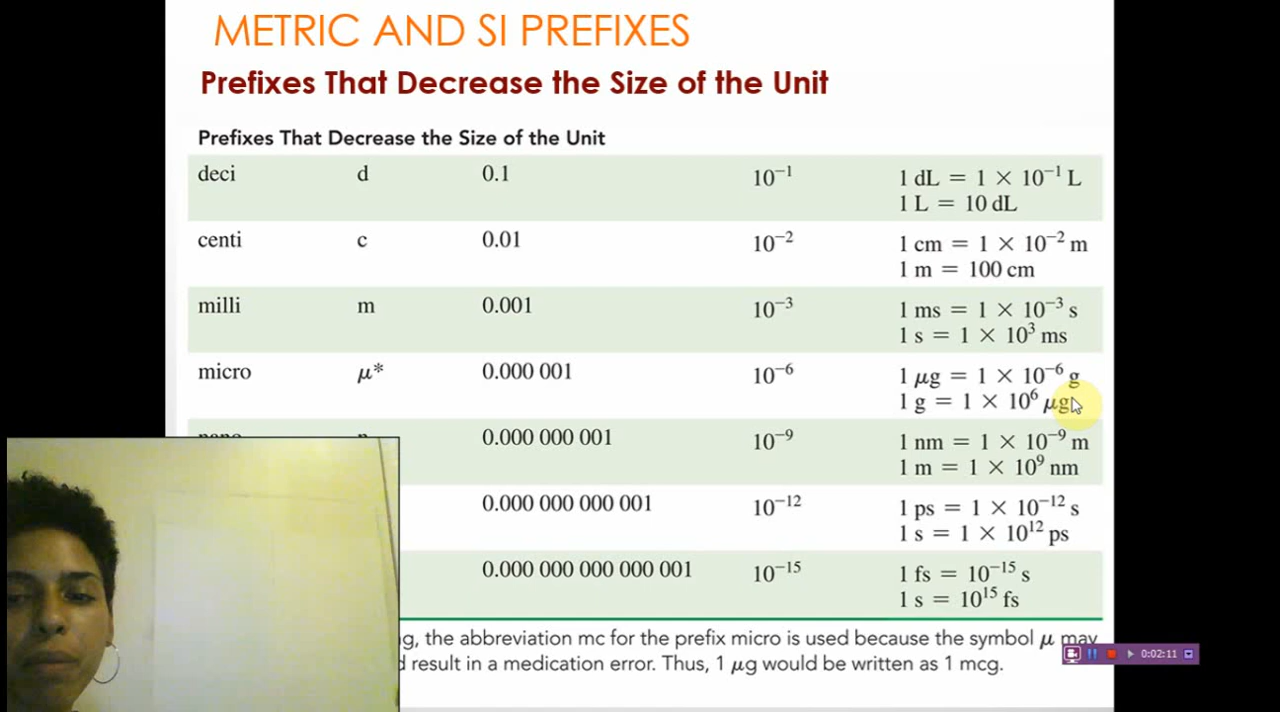 METRIC AND SI PREFIXES
Prefixes That Decrease the Size of the Unit
Prefixes That Decrease the Size of the Unit
deci d 0.1 10⁻¹ 1 dL = 1 × 10⁻¹ L
1 L = 10 dL
centi c 0.01 10⁻² 1 cm = 1 × 10⁻² m
1 m = 100 cm
milli m 0.001 10⁻³ 1 ms = 1 × 10⁻³ s
1 s = 1 × 10³ ms
micro μ* 0.000 001 10⁻⁶ 1 μg = 1 × 10⁻⁶ g
1 g = 1 × 10⁶ μg
0.000 000 001 10⁻⁹ 1 nm = 1 × 10⁻⁹ m
1 m = 1 × 10⁹ nm
0.000 000 000 001 10⁻¹² 1 ps = 1 × 10⁻¹² s
1 s = 1 × 10¹² ps
0.000 000 000 000 001 10⁻¹⁵ 1 fs = 10⁻¹⁵ s
1 s = 10¹⁵ fs
the abbreviation mc for the prefix micro is used because the symbol μ may
result in a medication error. Thus, 1 μg would be written as 1 mcg.
0:02:11